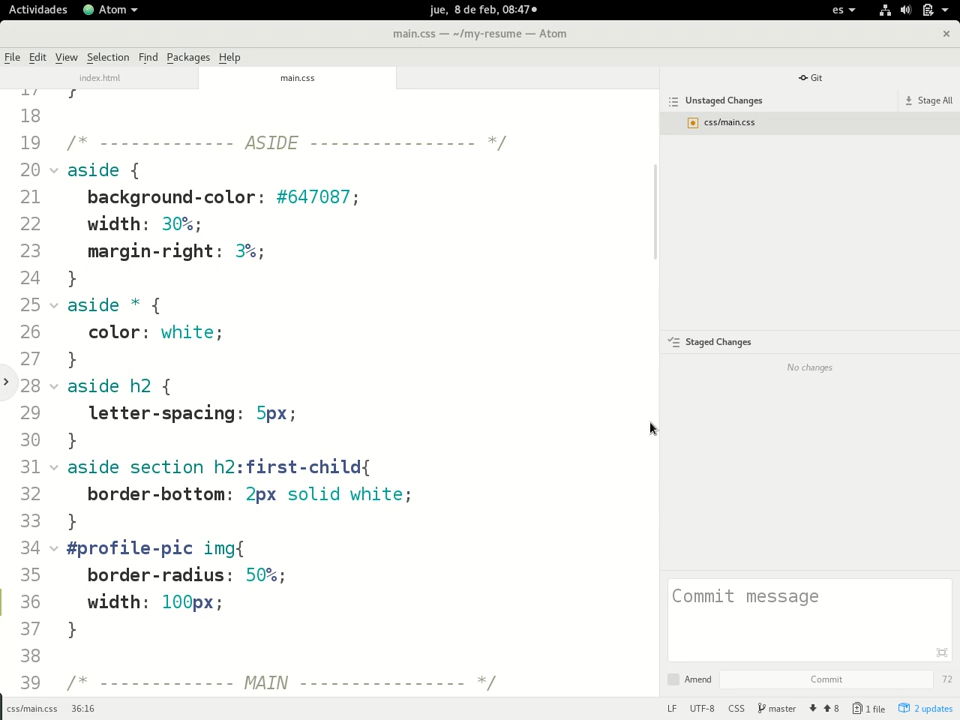 Actividades Atom jue, 8 de feb, 08:47 es
main.css — ~/my-resume — Atom
File Edit View Selection Find Packages Help
index.html main.css Git
17 }
18
19 /* ------------- ASIDE ---------------- */
20 aside {
21 background-color: #647087;
22 width: 30%;
23 margin-right: 3%;
24 }
25 aside * {
26 color: white;
27 }
28 aside h2 {
29 letter-spacing: 5px;
30 }
31 aside section h2:first-child{
32 border-bottom: 2px solid white;
33 }
34 #profile-pic img{
35 border-radius: 50%;
36 width: 100px;
37 }
38
39 /* ------------- MAIN ---------------- */
Unstaged Changes Stage All
css/main.css
Staged Changes
No changes
Commit message
Amend Commit 72
css/main.css 36:16 LF UTF-8 CSS master 8 1 file 2 updates